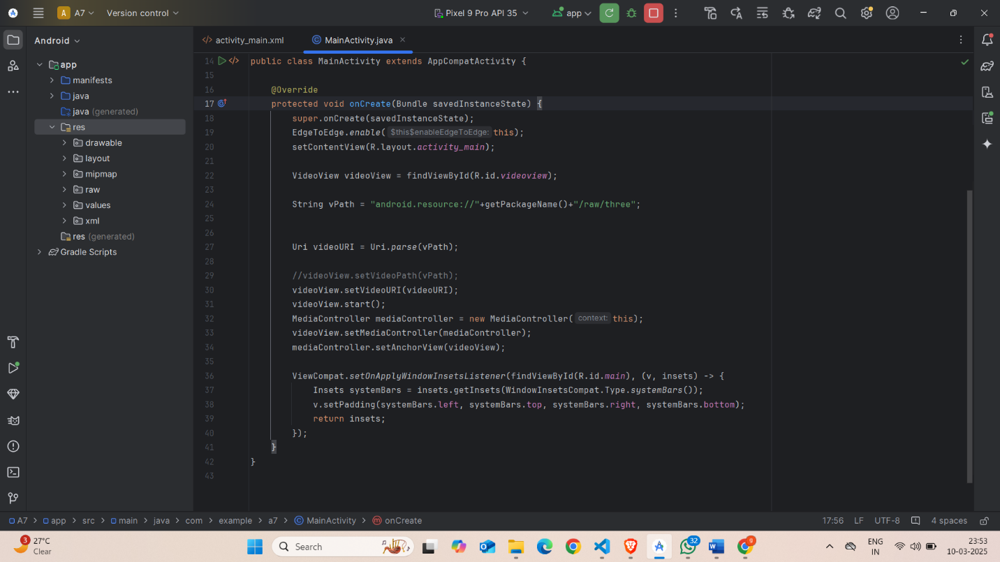 A A7 Version control Pixel 9 Pro API 35 app
Android
activity_main.xml MainActivity.java
app
manifests
java
java (generated)
res
drawable
layout
mipmap
raw
values
xml
res (generated)
Gradle Scripts
14 public class MainActivity extends AppCompatActivity {
15
16 @Override
17 protected void onCreate(Bundle savedInstanceState) {
18 super.onCreate(savedInstanceState);
19 EdgeToEdge.enable( $this$enableEdgeToEdge: this);
20 setContentView(R.layout.activity_main);
21
22 VideoView videoView = findViewById(R.id.videoview);
23
24 String vPath = "android.resource://"+getPackageName()+"/raw/three";
25
26
27 Uri videoURI = Uri.parse(vPath);
28
29 //videoView.setVideoPath(vPath);
30 videoView.setVideoURI(videoURI);
31 videoView.start();
32 MediaController mediaController = new MediaController( context: this);
33 videoView.setMediaController(mediaController);
34 mediaController.setAnchorView(videoView);
35
36 ViewCompat.setOnApplyWindowInsetsListener(findViewById(R.id.main), (v, insets) -> {
37 Insets systemBars = insets.getInsets(WindowInsetsCompat.Type.systemBars());
38 v.setPadding(systemBars.left, systemBars.top, systemBars.right, systemBars.bottom);
39 return insets;
40 });
41 }
42 }
43
A7 > app > src > main > java > com > example > a7 > MainActivity > onCreate 17:56 LF UTF-8 4 spaces
3 27°C
Clear
Search
32
9
ENG
IN
23:53
10-03-2025